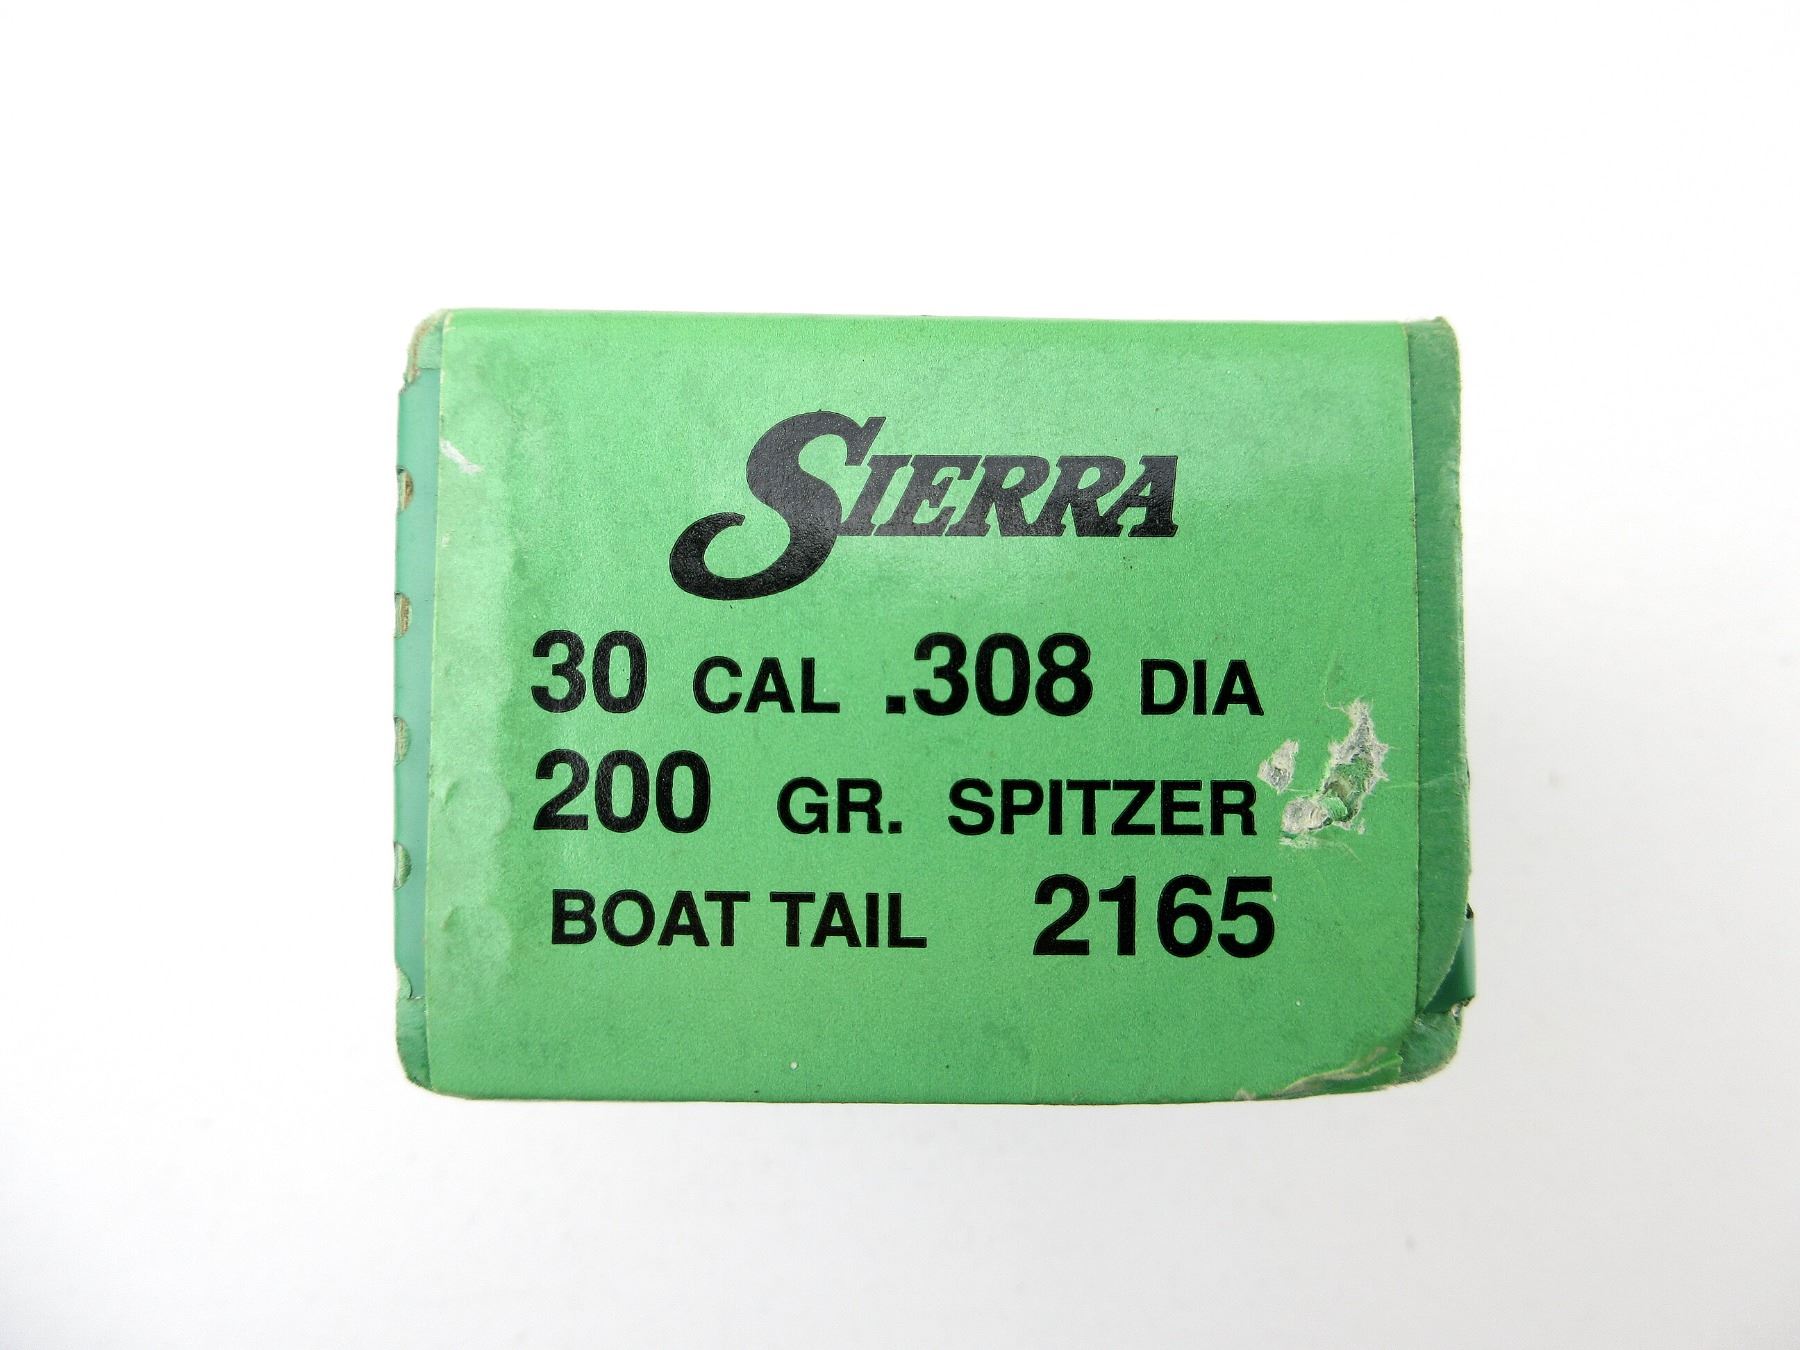 SIERRA
30 CAL .308 DIA
200 GR. SPITZER
BOAT TAIL 2165